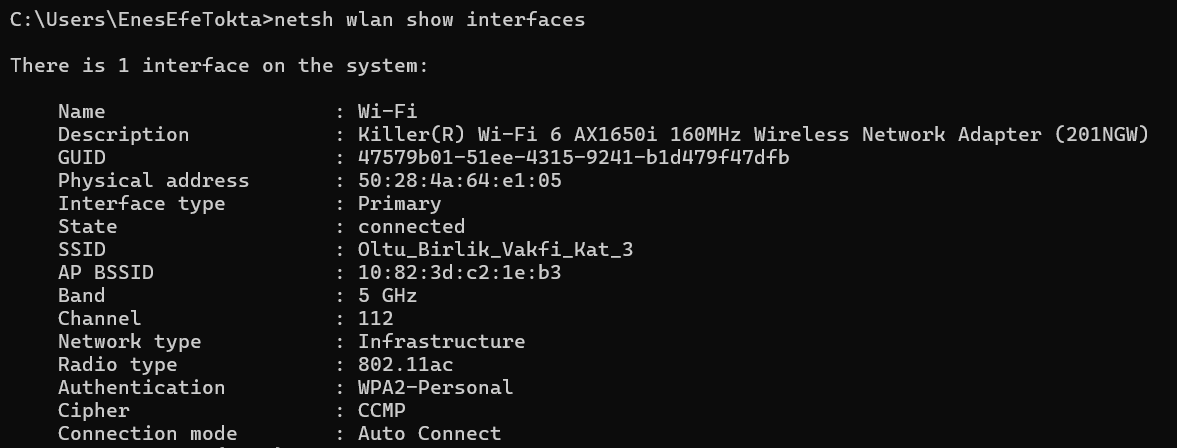 C:\Users\EnesEfeTokta>netsh wlan show interfaces
There is 1 interface on the system:
Name : Wi-Fi
Description : Killer(R) Wi-Fi 6 AX1650i 160MHz Wireless Network Adapter (201NGW)
GUID : 47579b01-51ee-4315-9241-b1d479f47dfb
Physical address : 50:28:4a:64:e1:05
Interface type : Primary
State : connected
SSID : Oltu_Birlik_Vakfi_Kat_3
AP BSSID : 10:82:3d:c2:1e:b3
Band : 5 GHz
Channel : 112
Network type : Infrastructure
Radio type : 802.11ac
Authentication : WPA2-Personal
Cipher : CCMP
Connection mode : Auto Connect